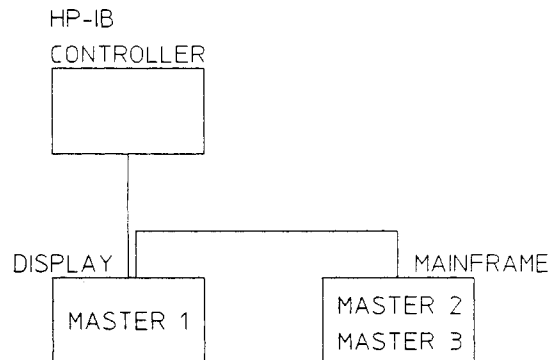 HP-IB
CONTROLLER
DISPLAY
MAINFRAME
MASTER 1
MASTER 2
MASTER 3